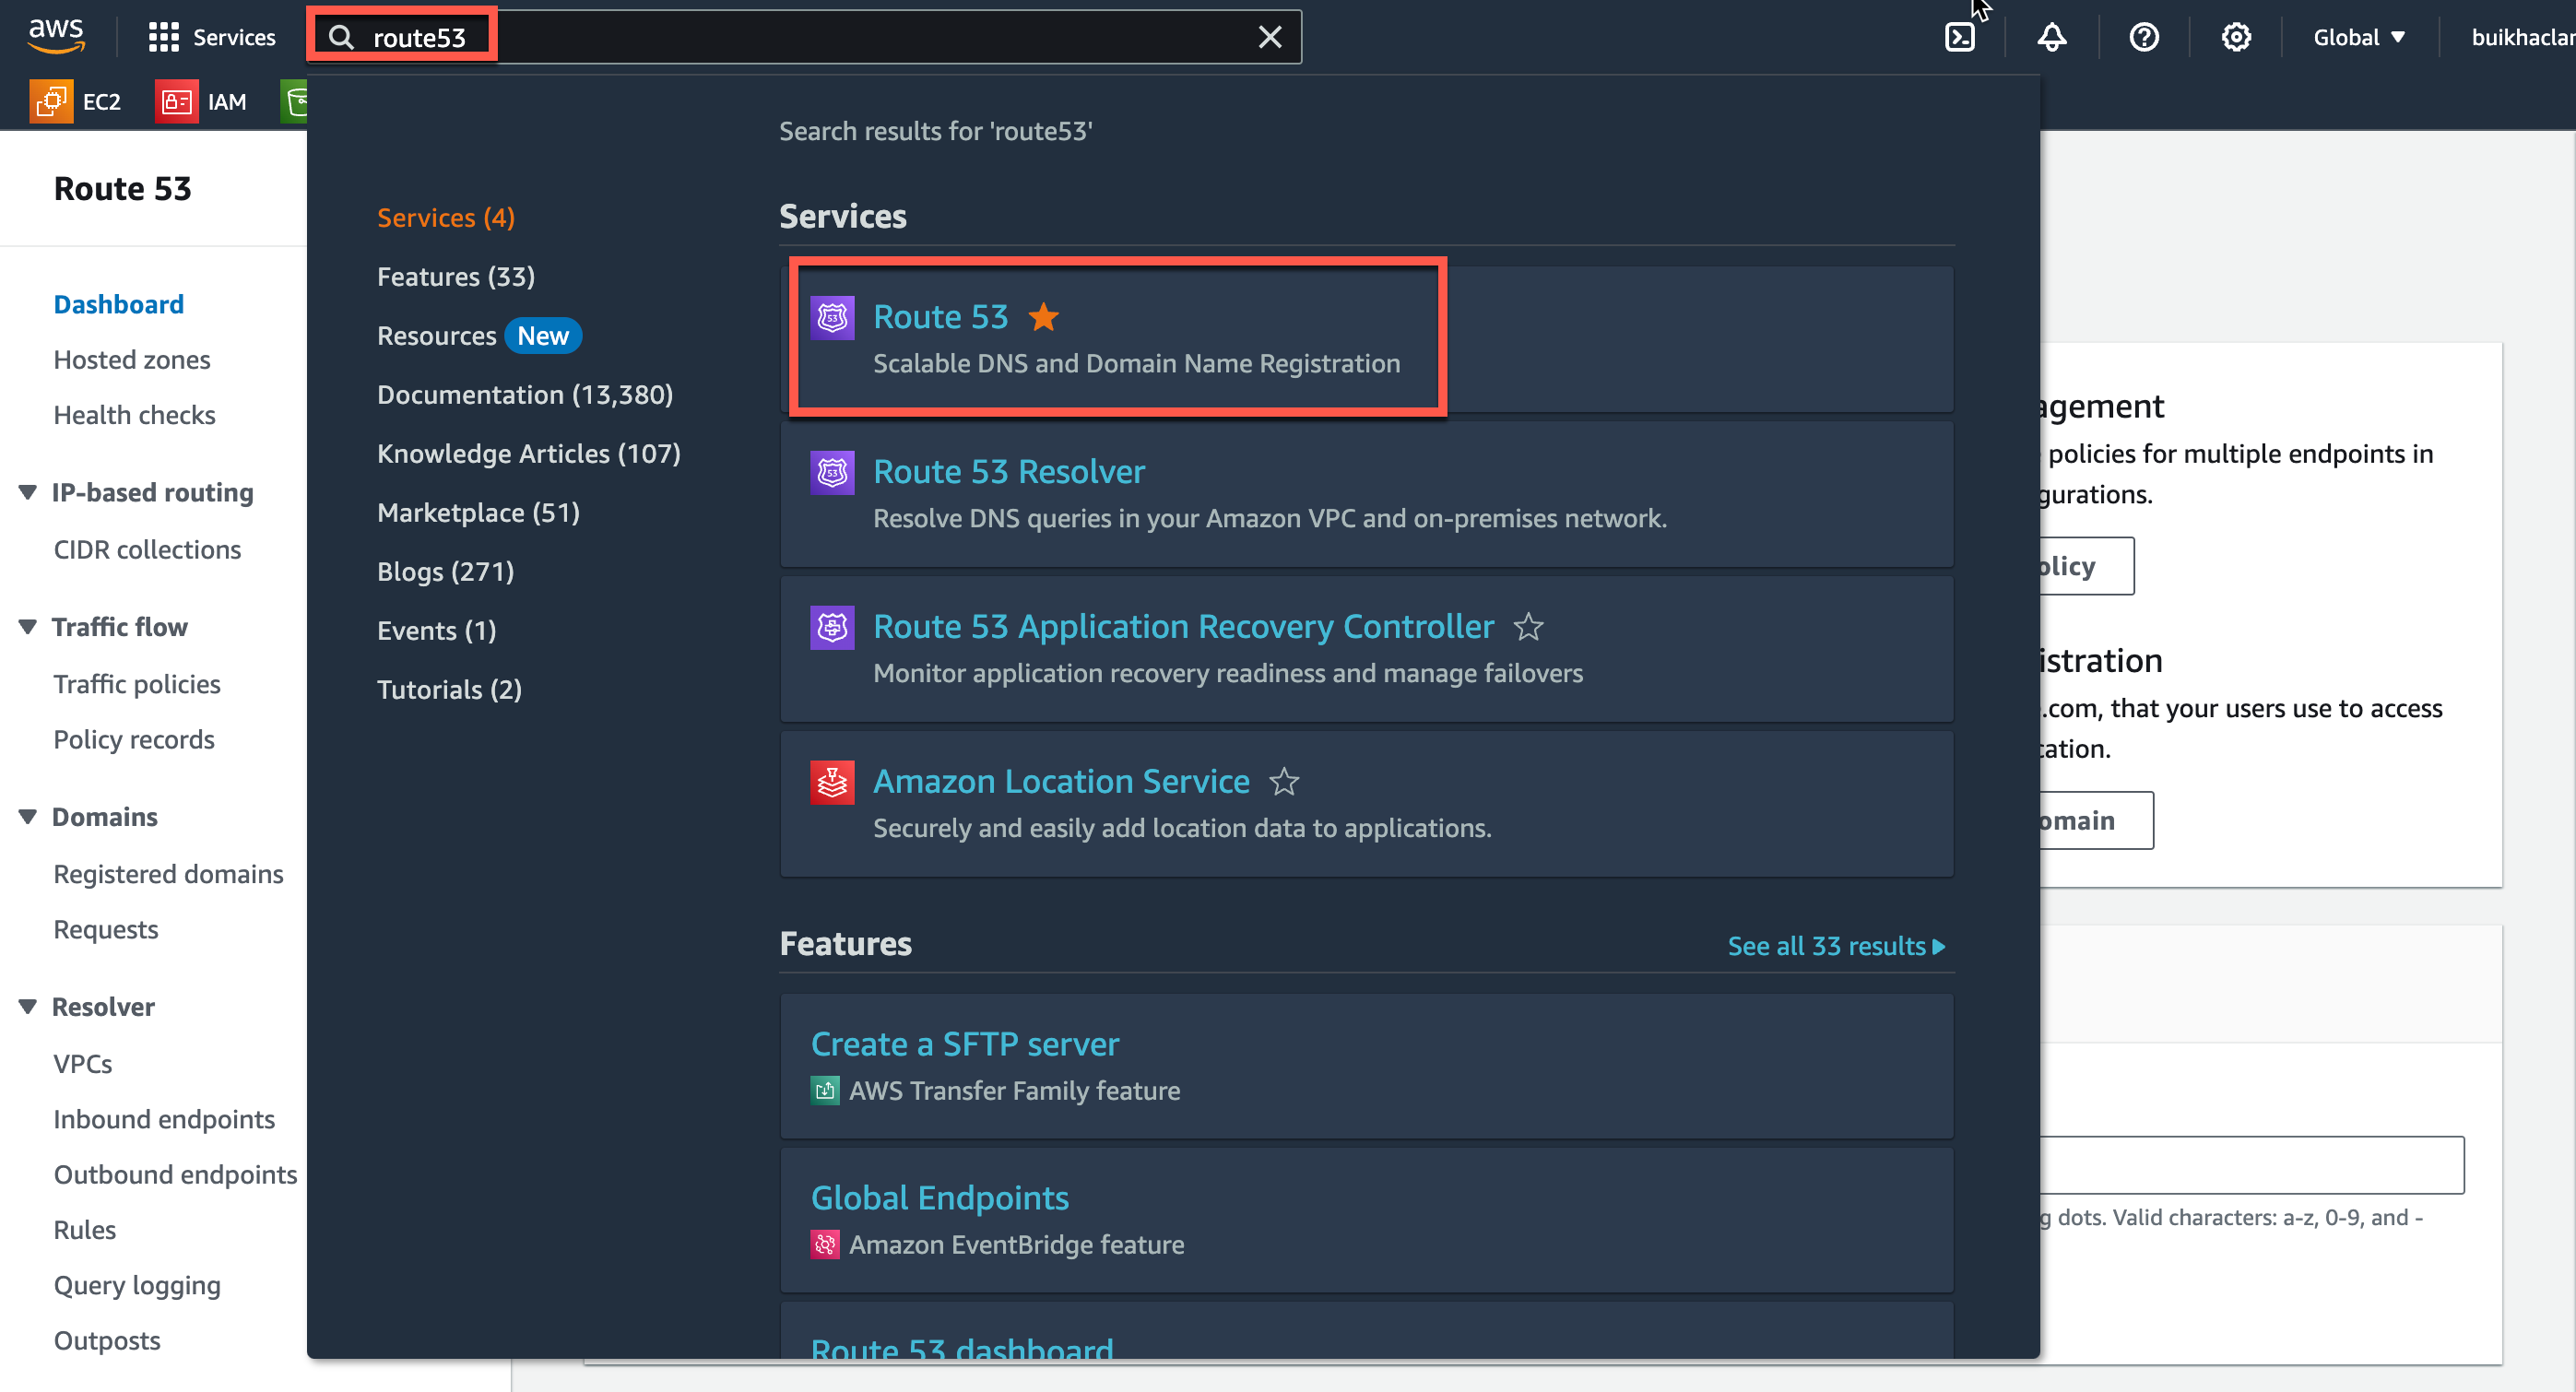 aws
Services
route53
Global
buikhaclar
EC2
IAM
Search results for 'route53'
Route 53
Dashboard
Hosted zones
Health checks
IP-based routing
CIDR collections
Traffic flow
Traffic policies
Policy records
Domains
Registered domains
Requests
Resolver
VPCs
Inbound endpoints
Outbound endpoints
Rules
Query logging
Outposts
Services (4)
Features (33)
Resources New
Documentation (13,380)
Knowledge Articles (107)
Marketplace (51)
Blogs (271)
Events (1)
Tutorials (2)
Services
53
Route 53
Scalable DNS and Domain Name Registration
53
Route 53 Resolver
Resolve DNS queries in your Amazon VPC and on-premises network.
Route 53 Application Recovery Controller
Monitor application recovery readiness and manage failovers
Amazon Location Service
Securely and easily add location data to applications.
Features
See all 33 results
Create a SFTP server
AWS Transfer Family feature
Global Endpoints
Amazon EventBridge feature
Route 53 dashboard
agement
policies for multiple endpoints in
gurations.
olicy
istration
.com, that your users use to access
cation.
omain
g dots. Valid characters: a-z, 0-9, and -